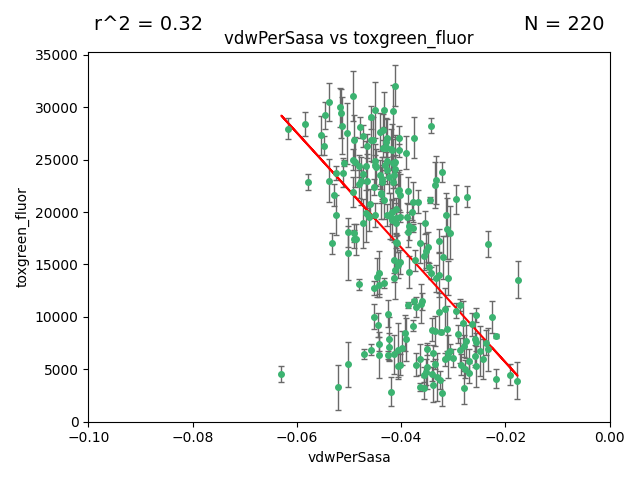 r^2 = 0.32
N = 220
vdwPerSasa vs toxgreen_fluor
35000
30000
25000
20000
15000
10000
5000
0
toxgreen_fluor
−0.10
−0.08
−0.06
−0.04
−0.02
0.00
vdwPerSasa